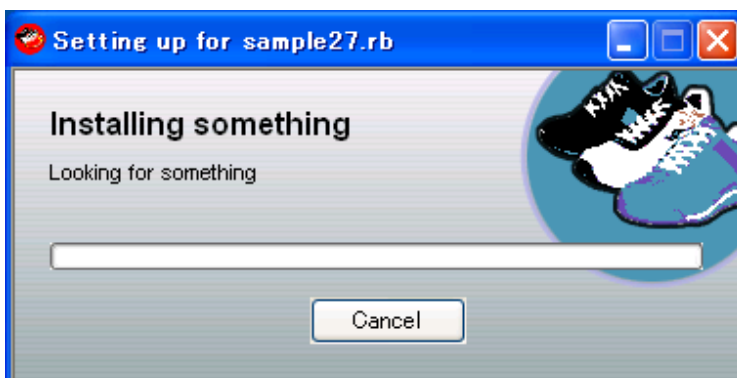 Setting up for sample27.rb
Installing something
Looking for something
Cancel